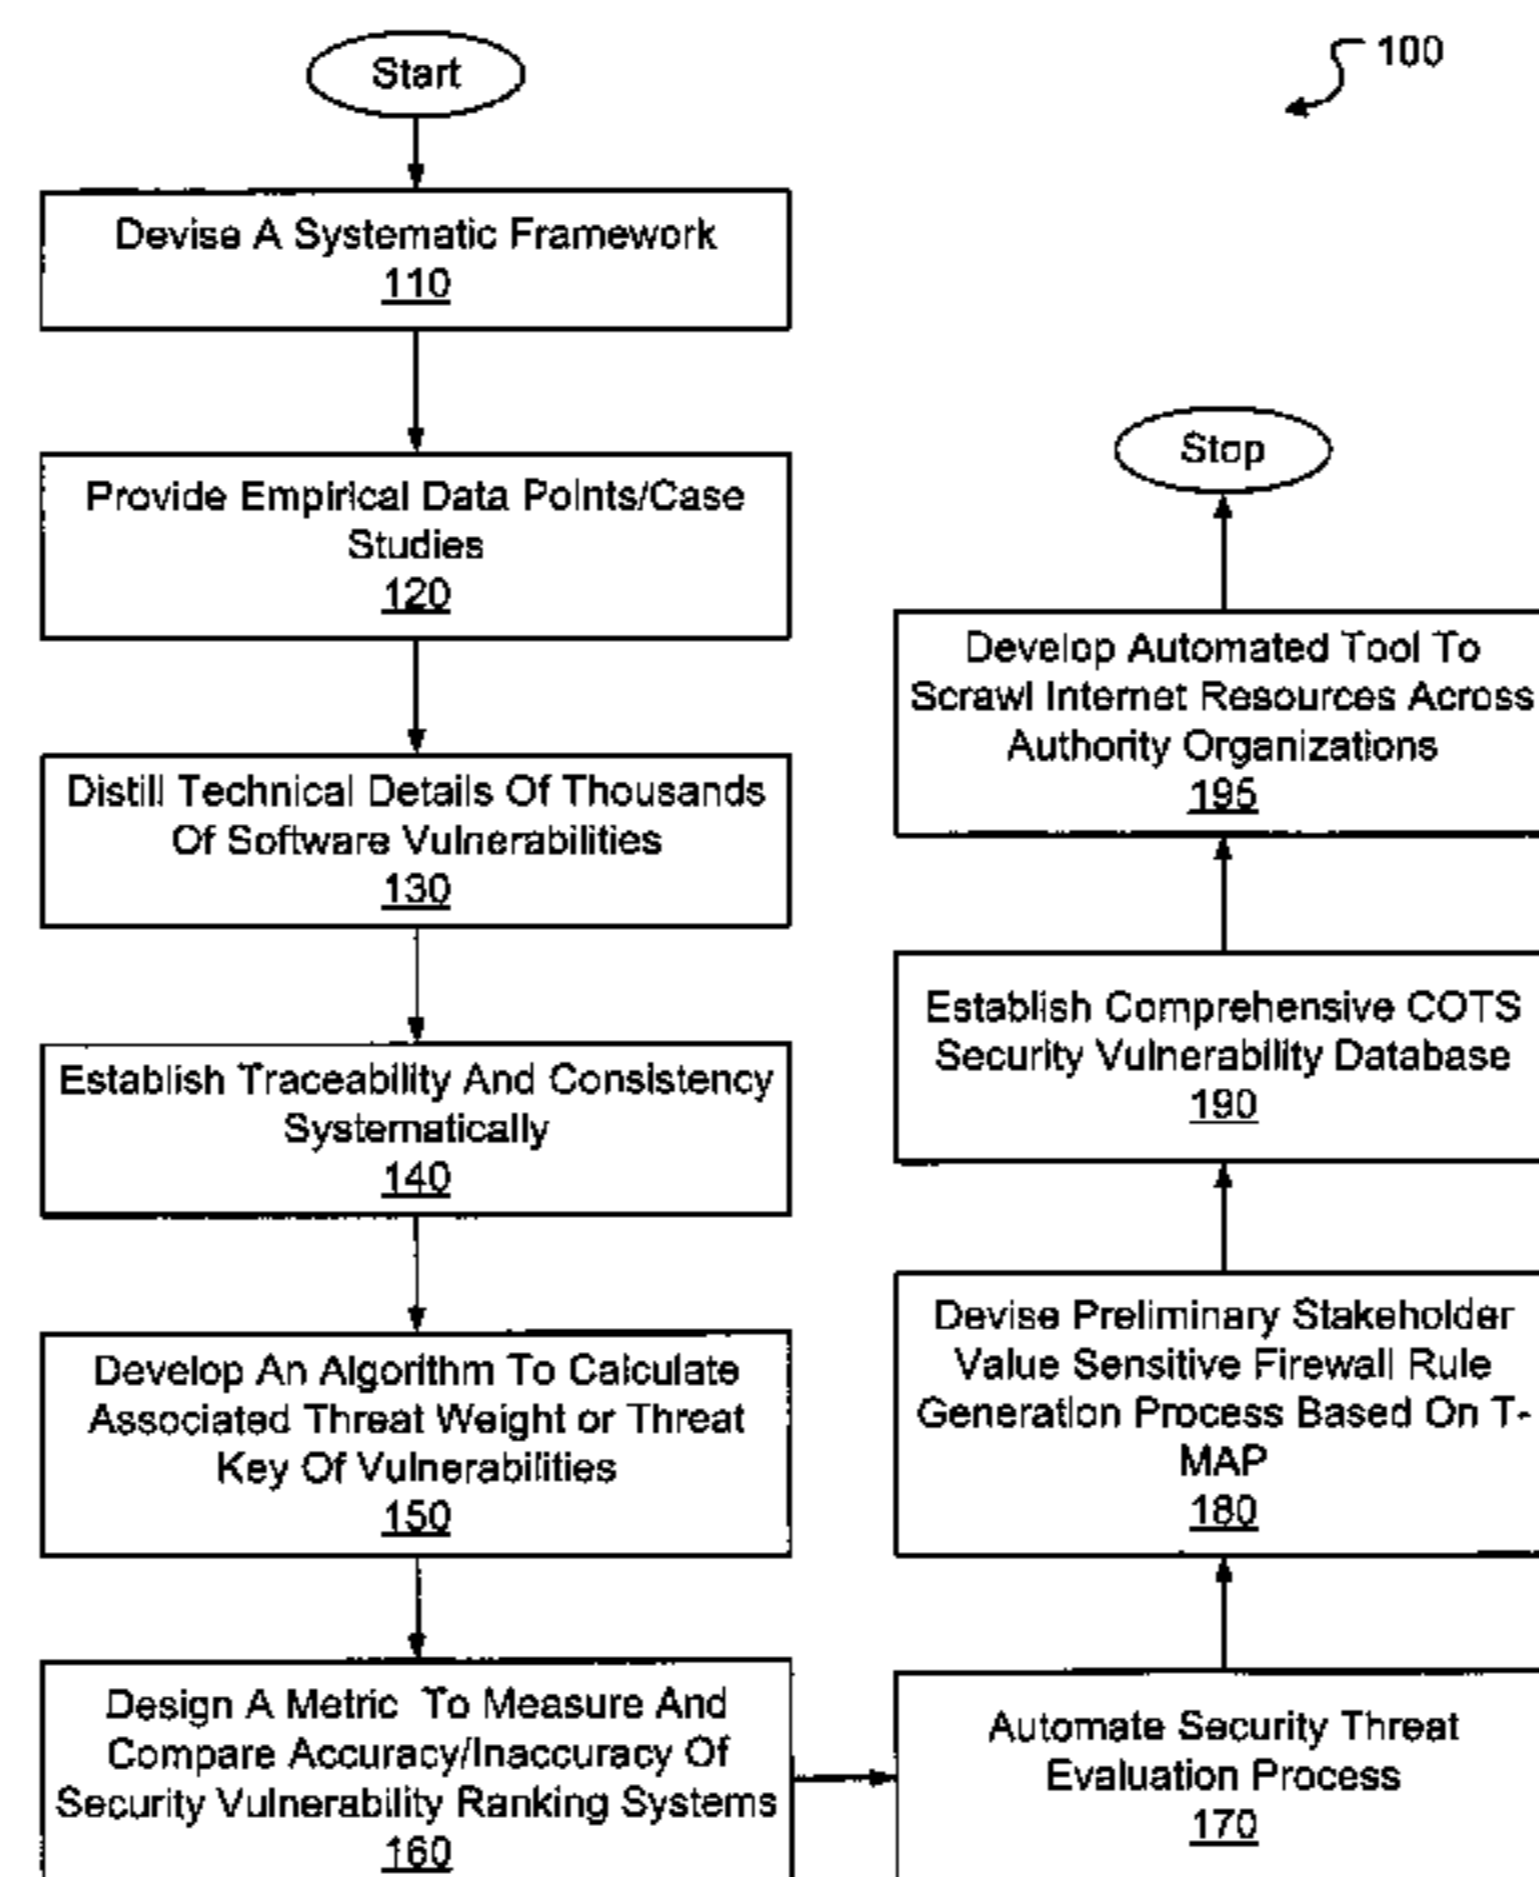 Start
100
Devise A Systematic Framework
110
Provide Empirical Data Points/Case
Studies
120
Distill Technical Details Of Thousands
Of Software Vulnerabilities
130
Establish Traceability And Consistency
Systematically
140
Develop An Algorithm To Calculate
Associated Threat Weight or Threat
Key Of Vulnerabilities
150
Design A Metric To Measure And
Compare Accuracy/Inaccuracy Of
Security Vulnerability Ranking Systems
160
Automate Security Threat
Evaluation Process
170
Devise Preliminary Stakeholder
Value Sensitive Firewall Rule
Generation Process Based On T-
MAP
180
Establish Comprehensive COTS
Security Vulnerability Database
190
Develop Automated Tool To
Scrawl Internet Resources Across
Authority Organizations
195
Stop